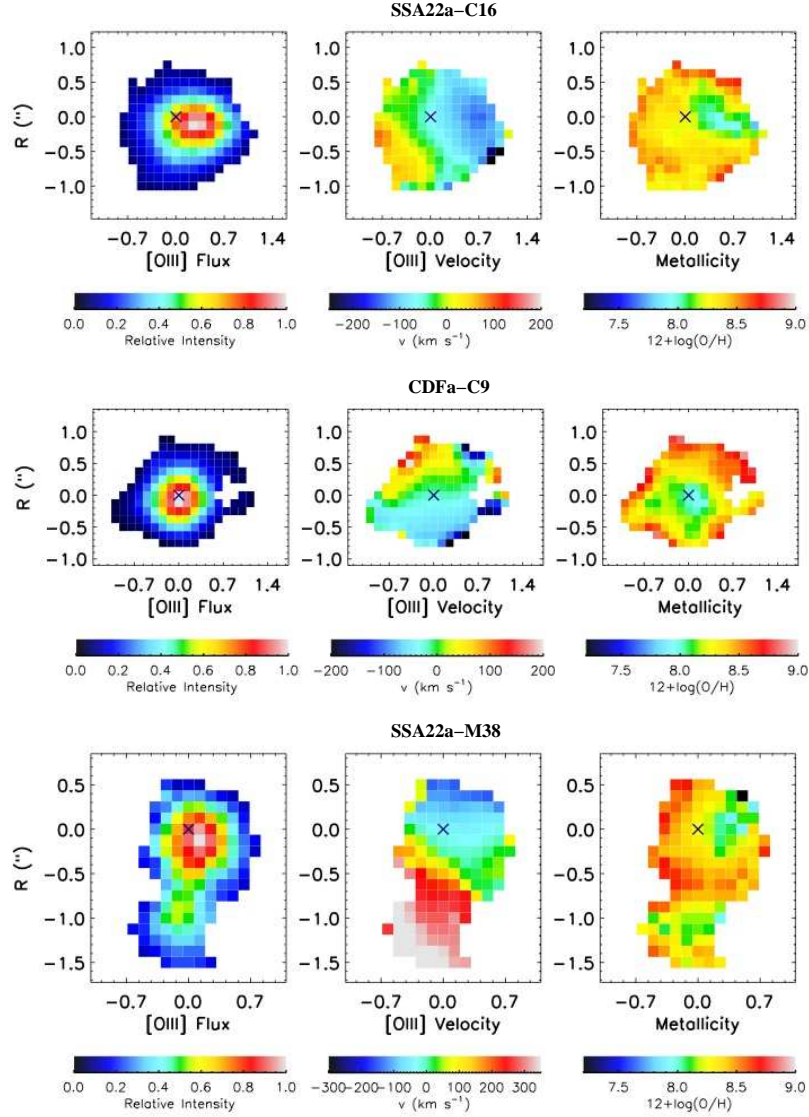 SSA22a−C16
R (")
1.0
0.5
0.0
−0.5
−1.0
−0.7 0.0 0.7 1.4
−0.7 0.0 0.7 1.4
−0.7 0.0 0.7 1.4
[OIII] Flux
[OIII] Velocity
Metallicity
0.0 0.2 0.4 0.6 0.8 1.0
−200 −100 0 100 200
7.5 8.0 8.5 9.0
Relative Intensity
v (km s⁻¹)
12+log(O/H)
CDFa−C9
R (")
1.0
0.5
0.0
−0.5
−1.0
−0.7 0.0 0.7 1.4
−0.7 0.0 0.7 1.4
−0.7 0.0 0.7 1.4
[OIII] Flux
[OIII] Velocity
Metallicity
0.0 0.2 0.4 0.6 0.8 1.0
−200 −100 0 100 200
7.5 8.0 8.5 9.0
Relative Intensity
v (km s⁻¹)
12+log(O/H)
SSA22a−M38
R (")
0.5
0.0
−0.5
−1.0
−1.5
−0.7 0.0 0.7
−0.7 0.0 0.7
−0.7 0.0 0.7
[OIII] Flux
[OIII] Velocity
Metallicity
0.0 0.2 0.4 0.6 0.8 1.0
−300−200−100 0 100 200 300
7.5 8.0 8.5 9.0
Relative Intensity
v (km s⁻¹)
12+log(O/H)